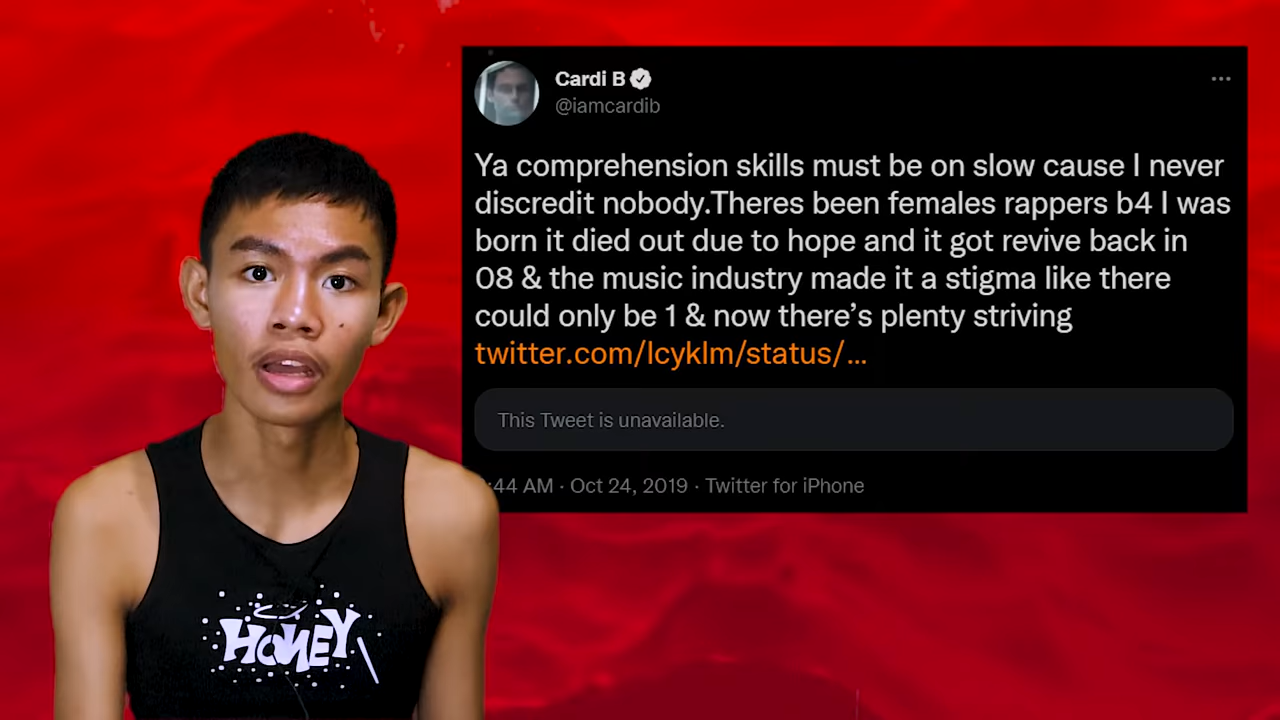 Cardi B
@iamcardib
Ya comprehension skills must be on slow cause I never
discredit nobody.Theres been females rappers b4 I was
born it died out due to hope and it got revive back in
08 & the music industry made it a stigma like there
could only be 1 & now there’s plenty striving
twitter.com/lcyklm/status/…
This Tweet is unavailable.
:44 AM · Oct 24, 2019 · Twitter for iPhone
HONEY